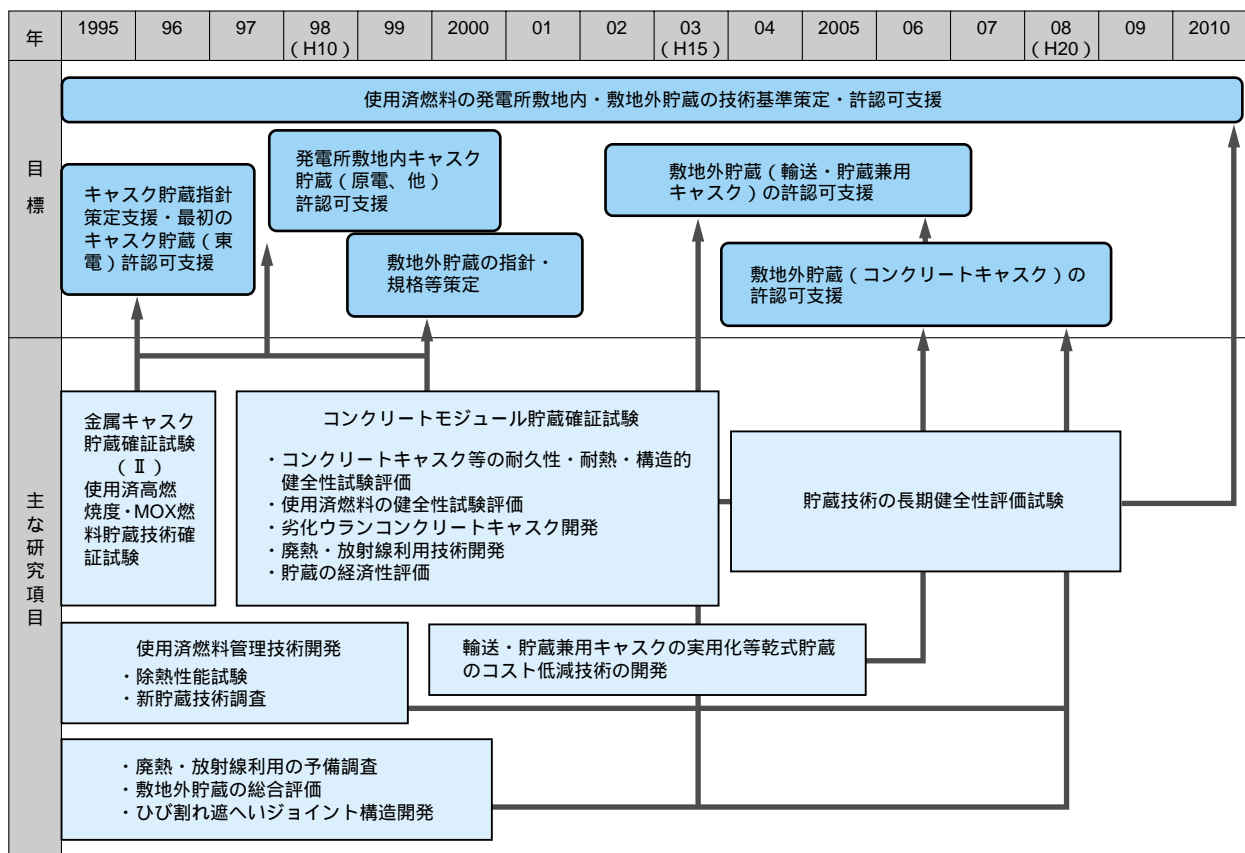 年
1995
96
97
98
（H10）
99
2000
01
02
03
（H15）
04
2005
06
07
08
（H20）
09
2010
目標
使用済燃料の発電所敷地内・敷地外貯蔵の技術基準策定・許認可支援
キャスク貯蔵指針
策定支援・最初の
キャスク貯蔵（東
電）許認可支援
発電所敷地内キャスク
貯蔵（原電、他）
許認可支援
敷地外貯蔵の指針・
規格等策定
敷地外貯蔵（輸送・貯蔵兼用
キャスク）の許認可支援
敷地外貯蔵（コンクリートキャスク）の
許認可支援
主な研究項目
金属キャスク
貯蔵確証試験
（Ⅱ）
使用済高燃
焼度・MOX燃
料貯蔵技術確
証試験
コンクリートモジュール貯蔵確証試験
・コンクリートキャスク等の耐久性・耐熱・構造的
健全性試験評価
・使用済燃料の健全性試験評価
・劣化ウランコンクリートキャスク開発
・廃熱・放射線利用技術開発
・貯蔵の経済性評価
貯蔵技術の長期健全性評価試験
使用済燃料管理技術開発
・除熱性能試験
・新貯蔵技術調査
輸送・貯蔵兼用キャスクの実用化等乾式貯蔵
のコスト低減技術の開発
・廃熱・放射線利用の予備調査
・敷地外貯蔵の総合評価
・ひび割れ遮へいジョイント構造開発